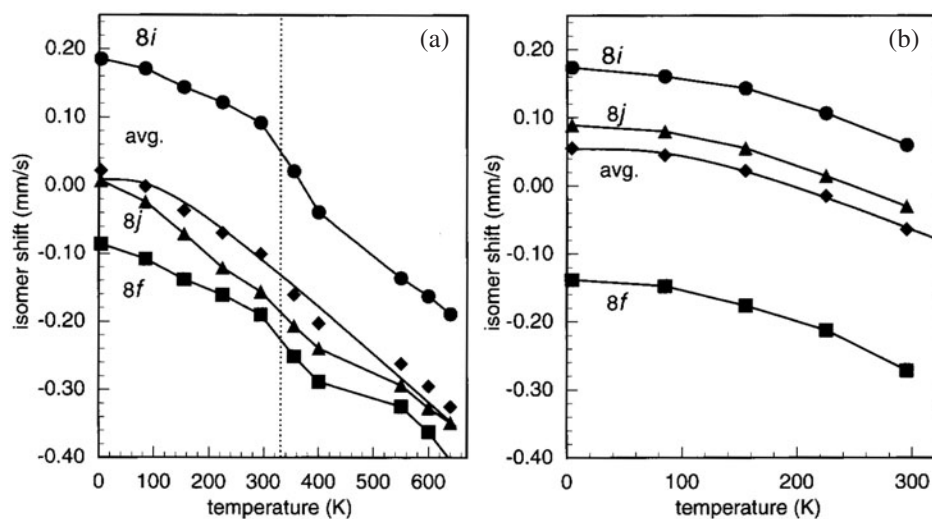 (a)
isomer shift (mm/s)
0.20
0.10
0.00
-0.10
-0.20
-0.30
-0.40
8i
avg.
8j
8f
0 100 200 300 400 500 600
temperature (K)
(b)
isomer shift (mm/s)
0.20
0.10
0.00
-0.10
-0.20
-0.30
-0.40
8i
8j
avg.
8f
0 100 200 300
temperature (K)